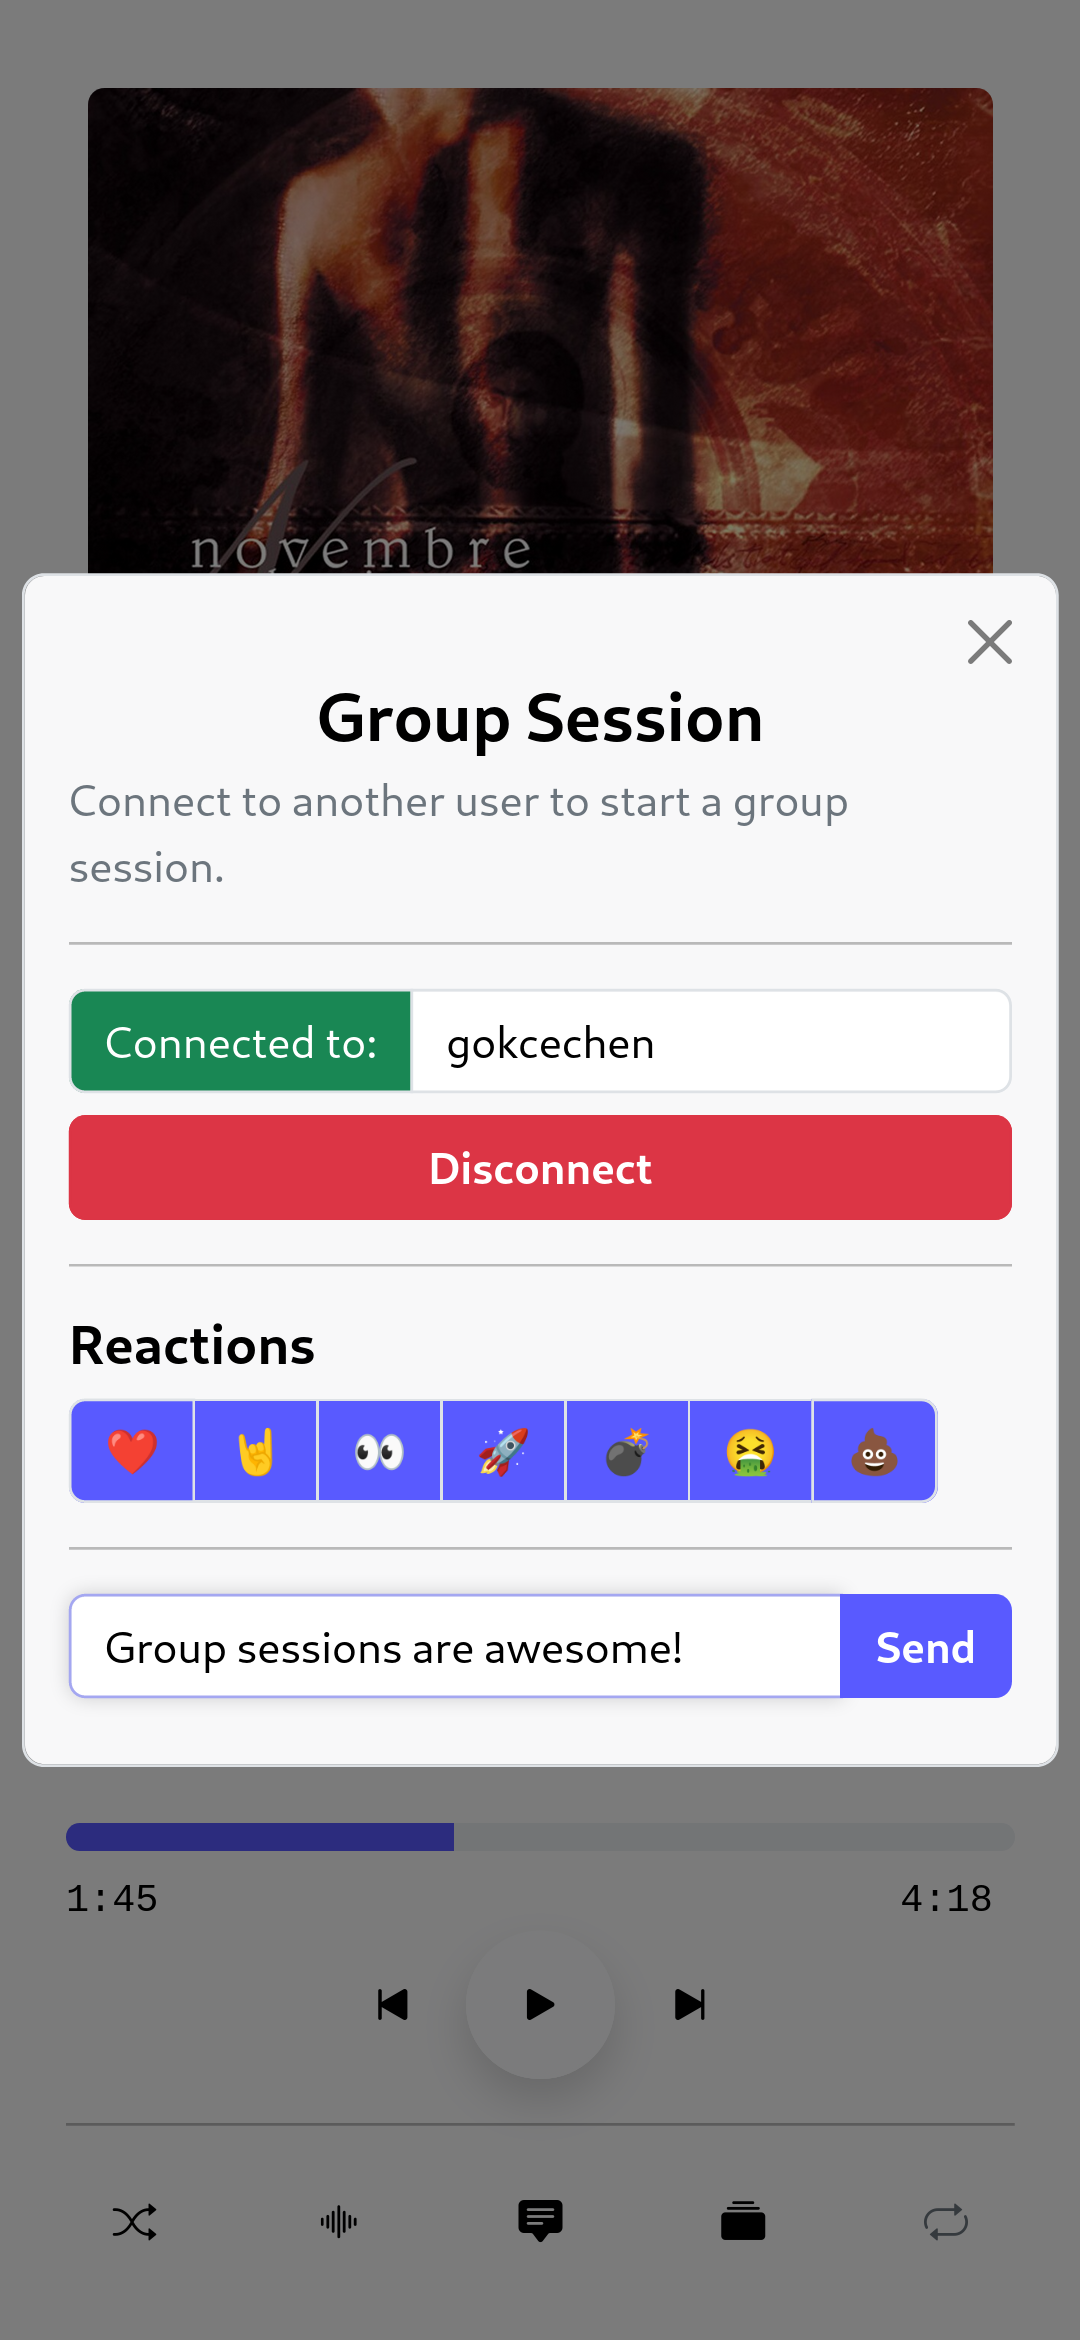 novembre
Group Session
Connect to another user to start a group
session.
Connected to: gokcechen
Disconnect
Reactions
Group sessions are awesome! Send
1:45 4:18